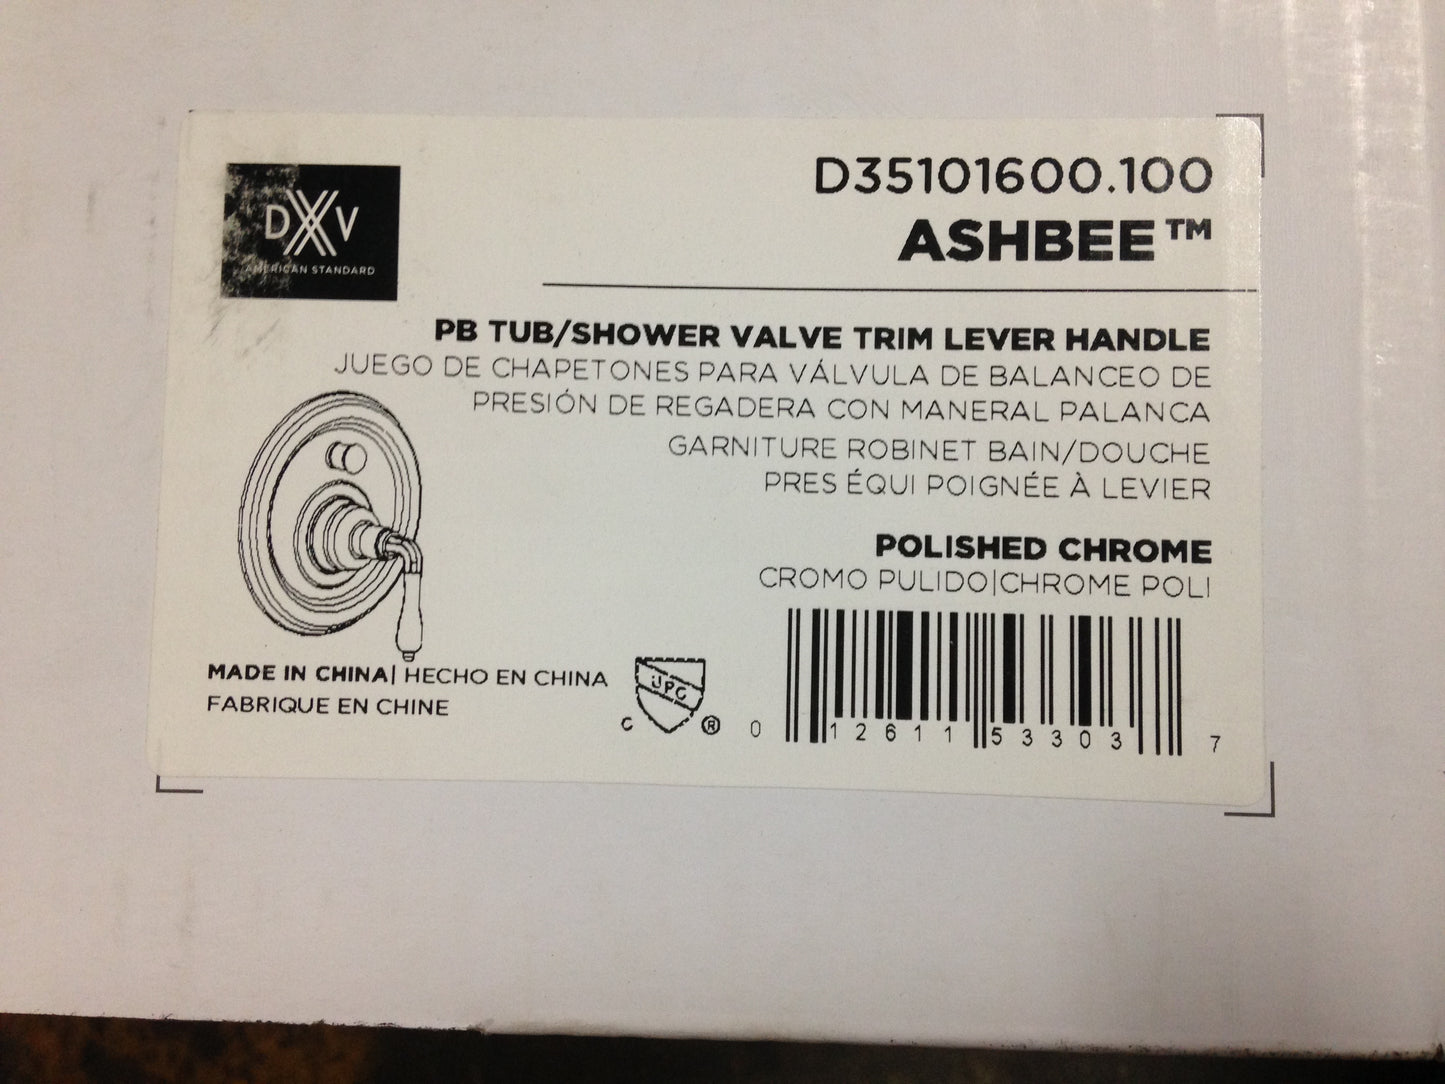 DXV
AMERICAN STANDARD
D35101600.100
ASHBEE™
PB TUB/SHOWER VALVE TRIM LEVER HANDLE
JUEGO DE CHAPETONES PARA VÁLVULA DE BALANCEO DE
PRESIÓN DE REGADERA CON MANERAL PALANCA
GARNITURE ROBINET BAIN/DOUCHE
PRES ÉQUI POIGNÉE À LEVIER
POLISHED CHROME
CROMO PULIDO|CHROME POLI
MADE IN CHINA| HECHO EN CHINA
FABRIQUE EN CHINE
UPC
C ®
0 12611 53303 7